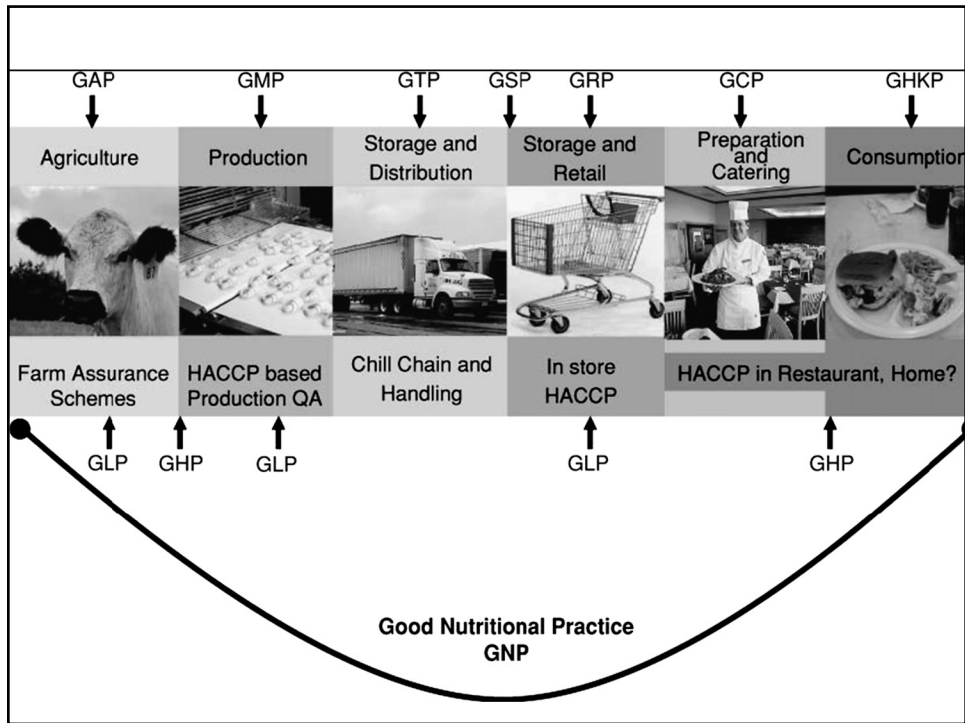 GAP GMP GTP GSP GRP GCP GHKP
Agriculture
Production
Storage and
Distribution
Storage and
Retail
Preparation
and
Catering
Consumption
Farm Assurance
Schemes
HACCP based
Production QA
Chill Chain and
Handling
In store
HACCP
HACCP in Restaurant, Home?
GLP GHP GLP GLP GHP
Good Nutritional Practice
GNP